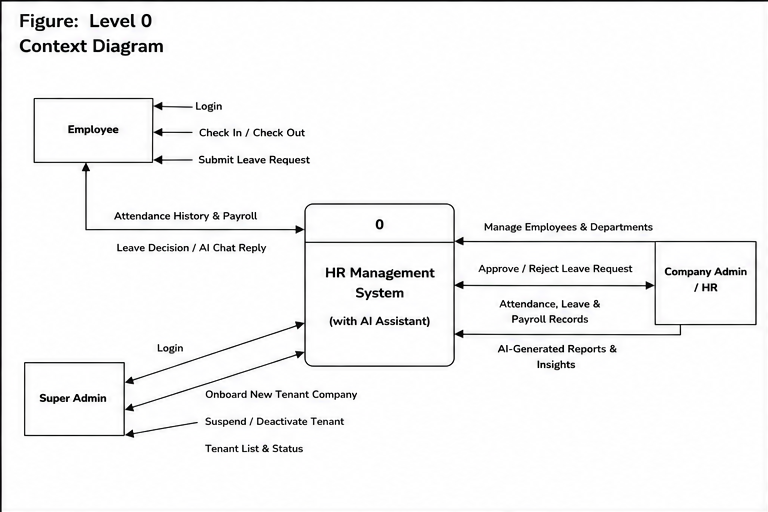 Figure: Level 0
Context Diagram
Employee
Login
Check In / Check Out
Submit Leave Request
Attendance History & Payroll
Leave Decision / AI Chat Reply
0
HR Management
System
(with AI Assistant)
Manage Employees & Departments
Approve / Reject Leave Request
Attendance, Leave &
Payroll Records
AI-Generated Reports &
Insights
Company Admin
/ HR
Login
Super Admin
Onboard New Tenant Company
Suspend / Deactivate Tenant
Tenant List & Status